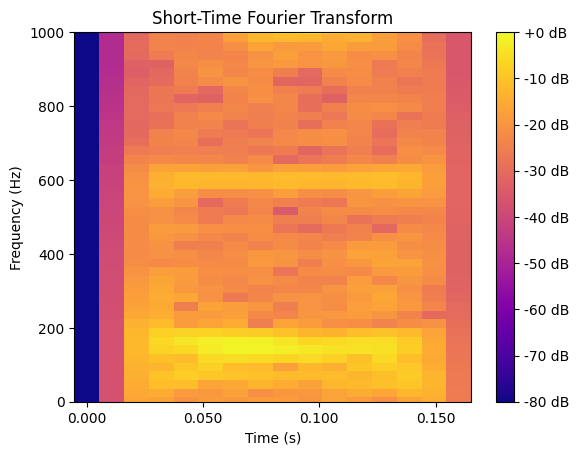 Short-Time Fourier Transform
1000
800
600
400
200
0
Frequency (Hz)
0.000
0.050
0.100
0.150
Time (s)
+0 dB
-10 dB
-20 dB
-30 dB
-40 dB
-50 dB
-60 dB
-70 dB
-80 dB